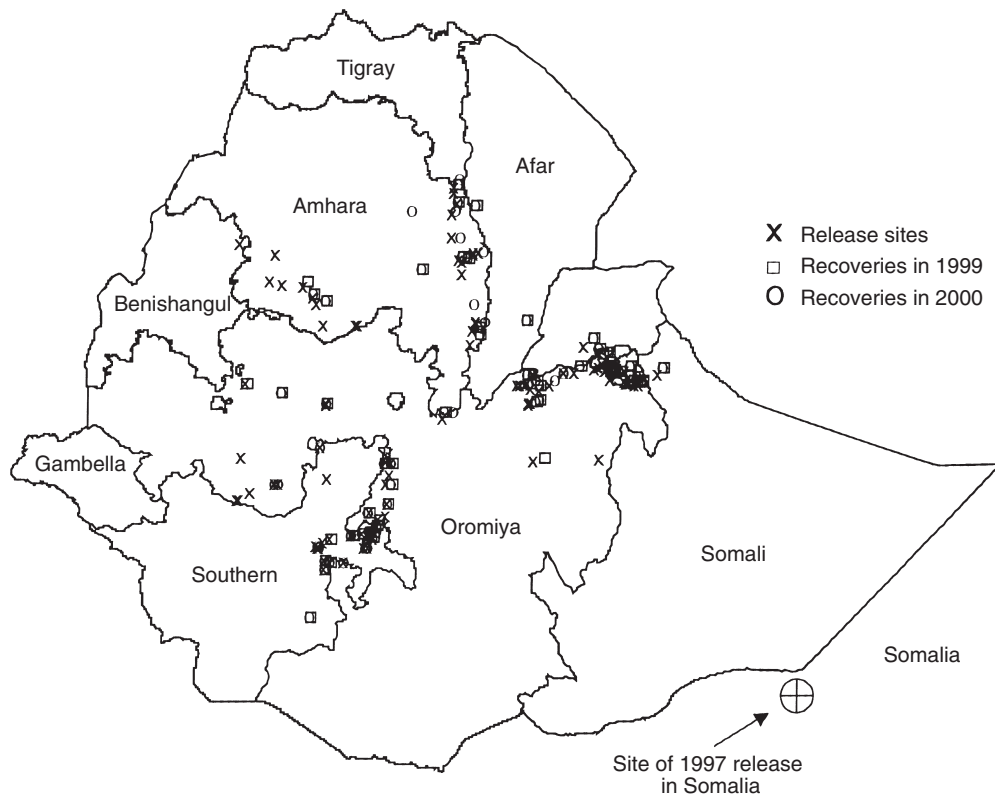 Tigray
Afar
Amhara
X Release sites
□ Recoveries in 1999
O Recoveries in 2000
Benishangul
Gambella
Oromiya
Somali
Southern
Somalia
Site of 1997 release
in Somalia